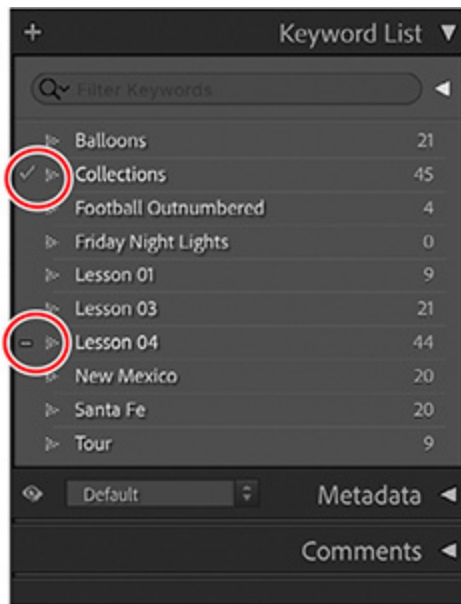 + Keyword List
Filter Keywords
Balloons 21
Collections 45
Football Outnumbered 4
Friday Night Lights 0
Lesson 01 9
Lesson 03 21
Lesson 04 44
New Mexico 20
Santa Fe 20
Tour 9
Default Metadata
Comments